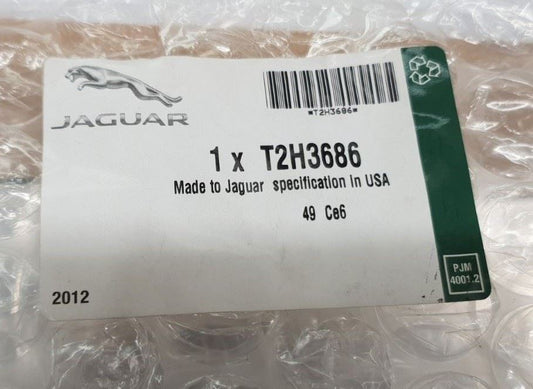 JAGUAR
*T2H3686*
1 x T2H3686
Made to Jaguar specification in USA
49 Ce6
2012
PJM
4001.2